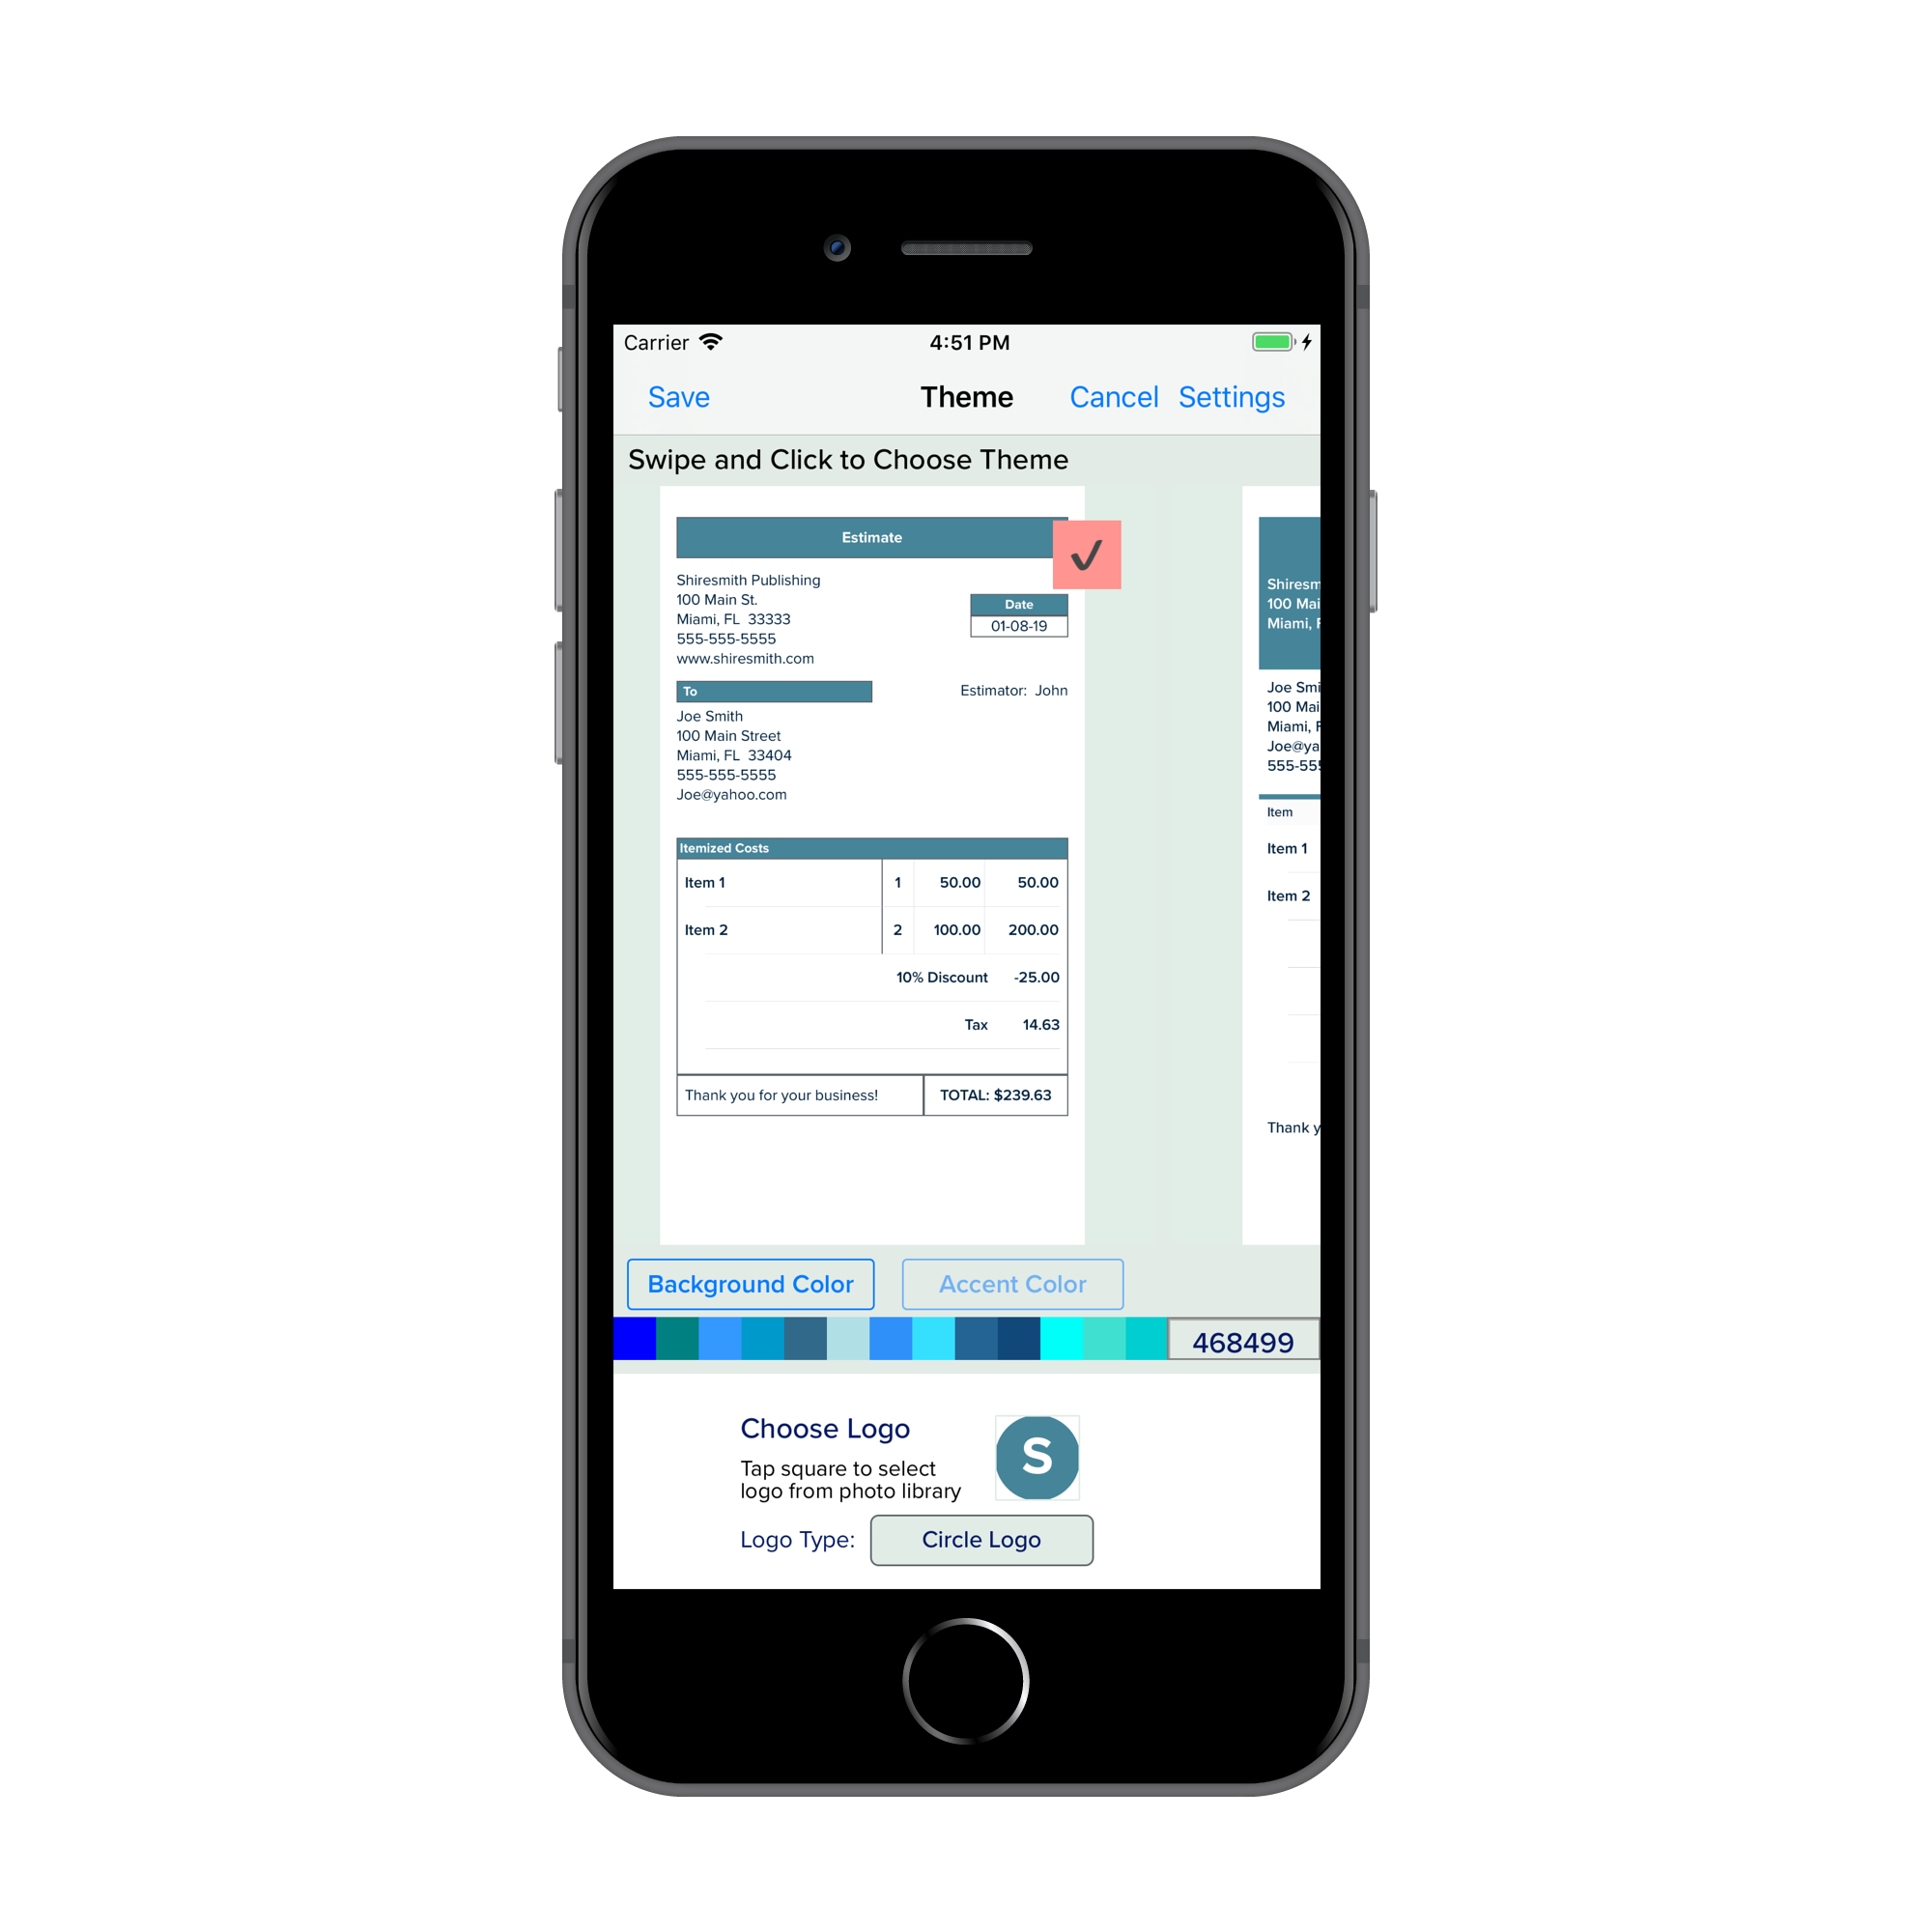 Carrier 4:51 PM
Save Theme Cancel Settings
Swipe and Click to Choose Theme
Estimate
Shiresmith Publishing
100 Main St.
Miami, FL 33333
555-555-5555
www.shiresmith.com
Date
01-08-19
To
Estimator: John
Joe Smith
100 Main Street
Miami, FL 33404
555-555-5555
Joe@yahoo.com
Itemized Costs
Item 1 1 50.00 50.00
Item 2 2 100.00 200.00
10% Discount -25.00
Tax 14.63
Thank you for your business! TOTAL: $239.63
Shiresm
100 Mai
Miami, F
Joe Smi
100 Mai
Miami, F
Joe@ya
555-555
Item
Item 1
Item 2
Thank y
Background Color Accent Color
468499
Choose Logo
Tap square to select
logo from photo library
S
Logo Type: Circle Logo